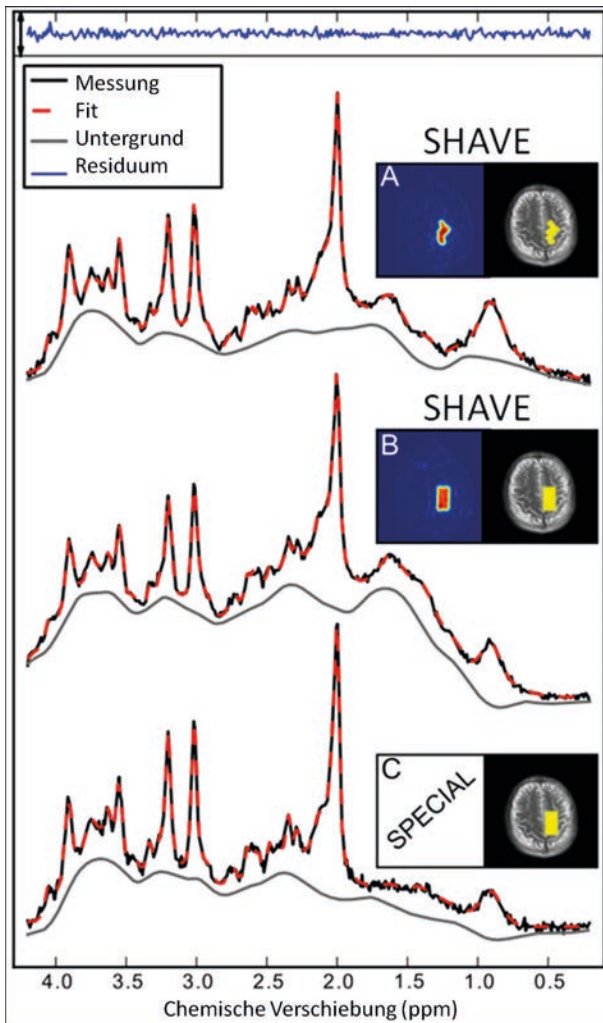 Messung
Fit
Untergrund
Residuum
SHAVE
A
SHAVE
B
C
SPECIAL
4.0 3.5 3.0 2.5 2.0 1.5 1.0 0.5
Chemische Verschiebung (ppm)